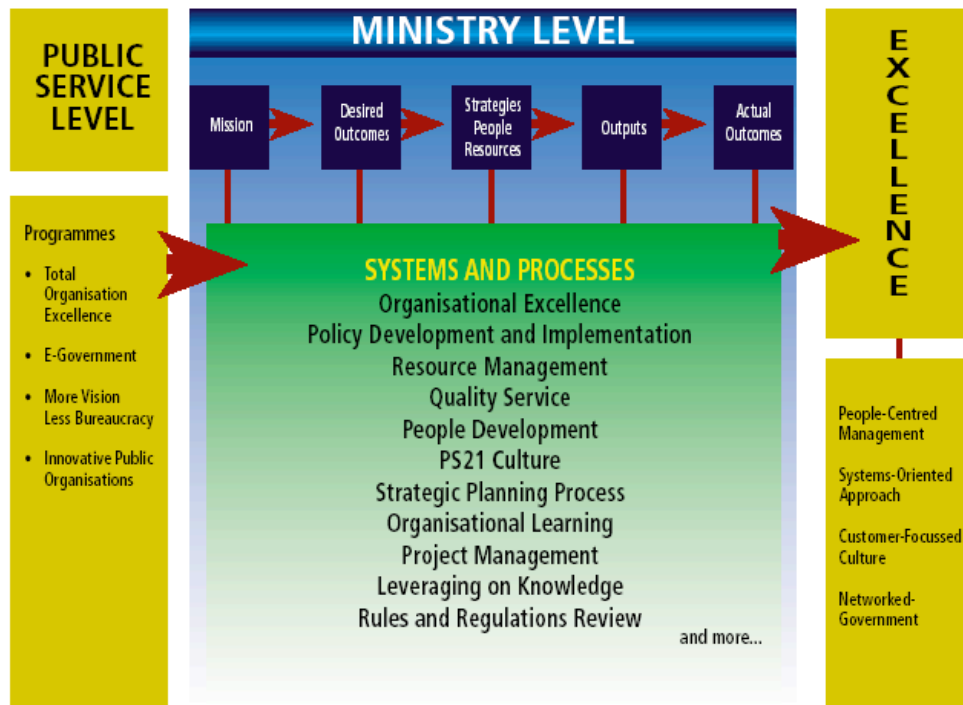 PUBLIC
SERVICE
LEVEL
Programmes
• Total
Organisation
Excellence
• E-Government
• More Vision
Less Bureaucracy
• Innovative Public
Organisations
MINISTRY LEVEL
Mission
Desired
Outcomes
Strategies
People
Resources
Outputs
Actual
Outcomes
SYSTEMS AND PROCESSES
Organisational Excellence
Policy Development and Implementation
Resource Management
Quality Service
People Development
PS21 Culture
Strategic Planning Process
Organisational Learning
Project Management
Leveraging on Knowledge
Rules and Regulations Review
and more...
EXCELLENCE
People-Centred
Management
Systems-Oriented
Approach
Customer-Focussed
Culture
Networked-
Government